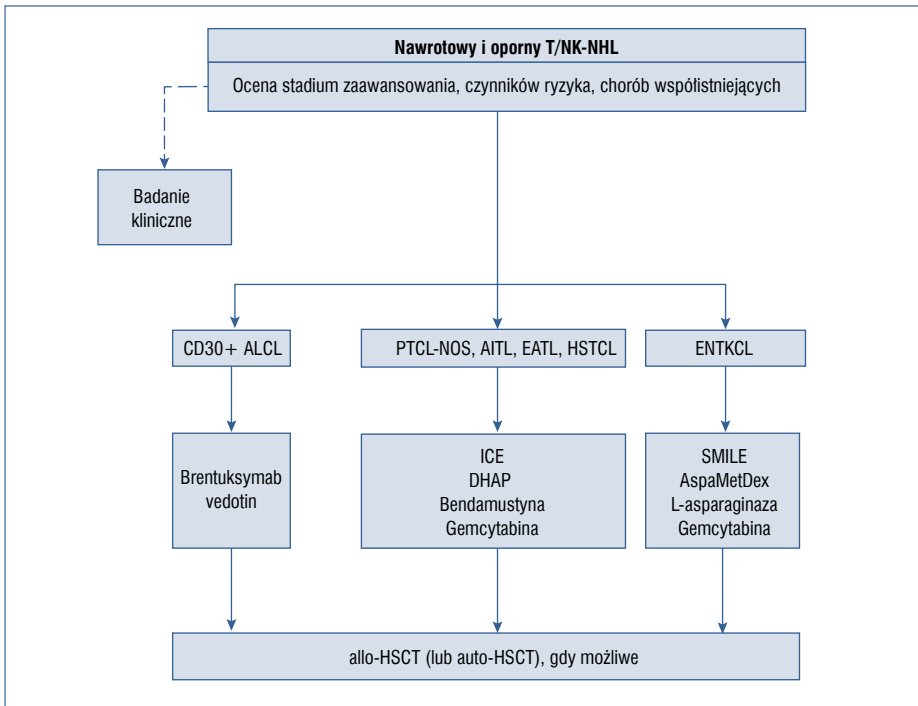 Nawrotowy i oporny T/NK-NHL
Ocena stadium zaawansowania, czynników ryzyka, chorób współistniejących
Badanie
kliniczne
CD30+ ALCL
PTCL-NOS, AITL, EATL, HSTCL
ENTKCL
Brentuksymab
vedotin
ICE
DHAP
Bendamustyna
Gemcytabina
SMILE
AspaMetDex
L-asparaginaza
Gemcytabina
allo-HSCT (lub auto-HSCT), gdy możliwe